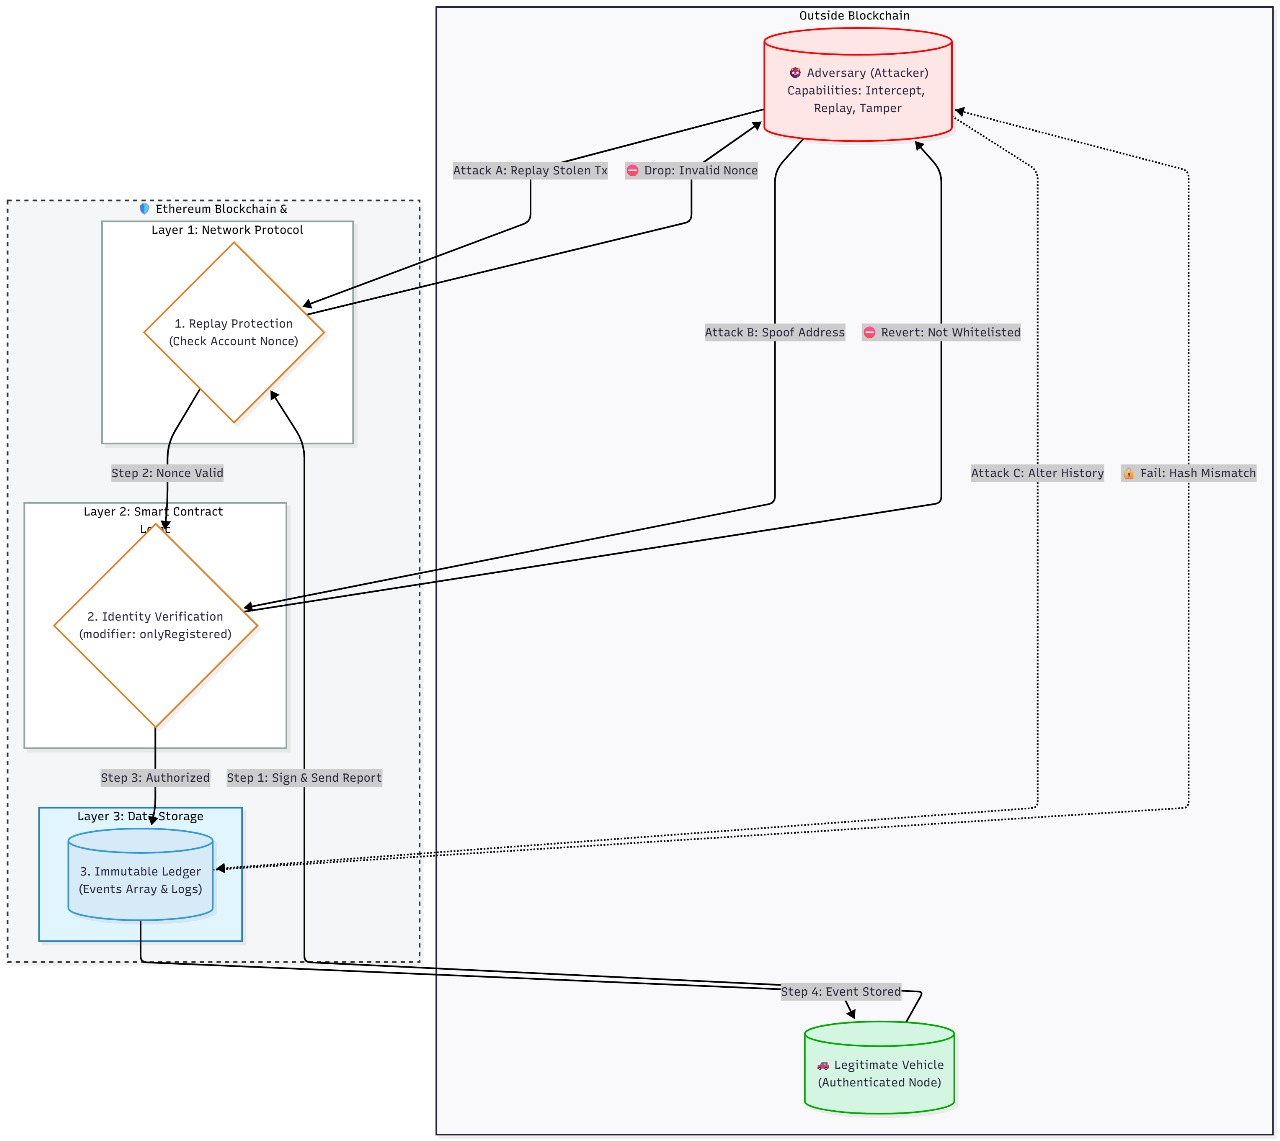 Outside Blockchain
😈 Adversary (Attacker)
Capabilities: Intercept,
Replay, Tamper
Attack A: Replay Stolen Tx
⛔ Drop: Invalid Nonce
🛡️ Ethereum Blockchain &
Layer 1: Network Protocol
1. Replay Protection
(Check Account Nonce)
Attack B: Spoof Address
⛔ Revert: Not Whitelisted
Step 2: Nonce Valid
Attack C: Alter History
🔒 Fail: Hash Mismatch
Layer 2: Smart Contract
2. Identity Verification
(modifier: onlyRegistered)
Step 3: Authorized
Step 1: Sign & Send Report
Layer 3: Data Storage
3. Immutable Ledger
(Events Array & Logs)
Step 4: Event Stored
🚗 Legitimate Vehicle
(Authenticated Node)